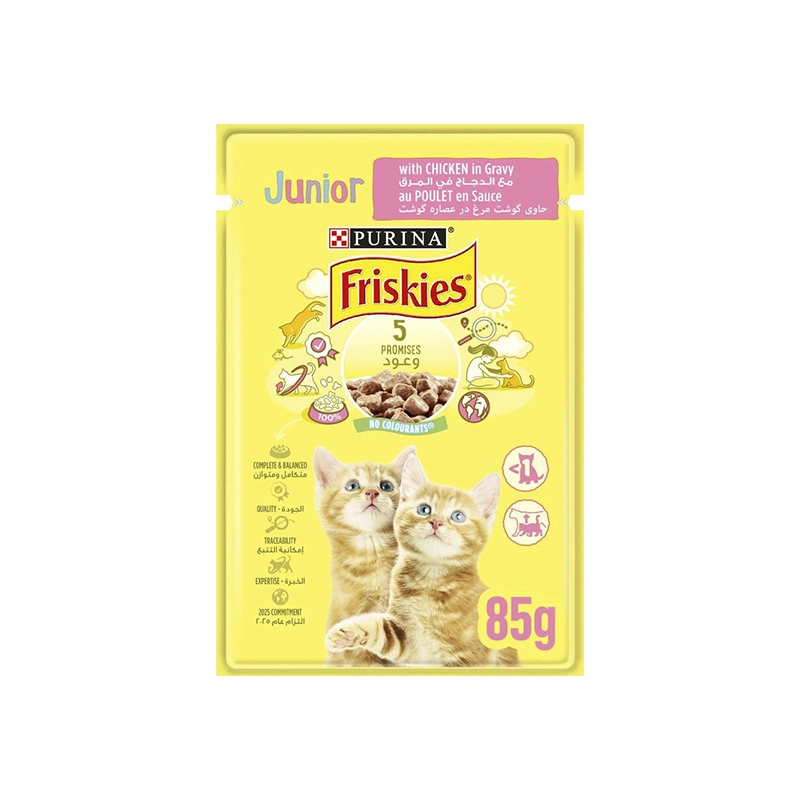 Junior
with CHICKEN in Gravy
مع الدجاج في المرق
au POULET en Sauce
حاوی گوشت مرغ در عصاره گوشت
PURINA®
Friskies®
5
PROMISES
وعود
100%
NO COLOURANTS(1)
COMPLETE & BALANCED
متكامل ومتوازن
QUALITY - الجودة
TRACEABILITY
إمكانية التتبع
EXPERTISE - الخبرة
2025 COMMITMENT
التزام عام ٢٠٢٥
85g